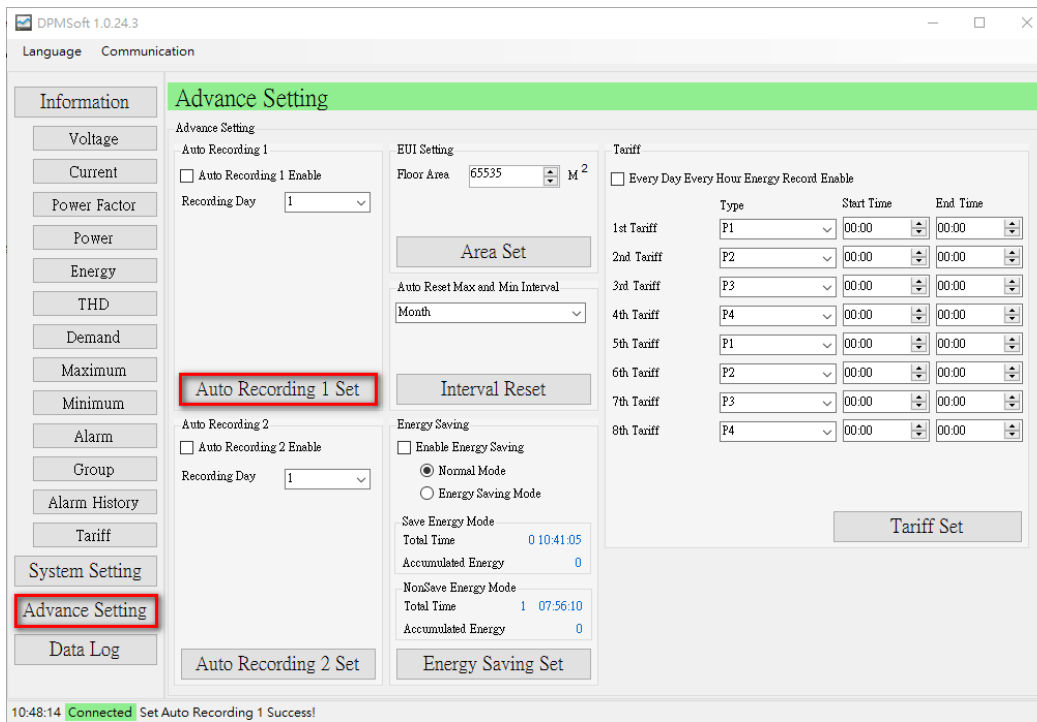 DPMSoft 1.0.24.3
Language Communication
Information
Voltage
Current
Power Factor
Power
Energy
THD
Demand
Maximum
Minimum
Alarm
Group
Alarm History
Tariff
System Setting
Advance Setting
Data Log
Advance Setting
Advance Setting
Auto Recording 1
Auto Recording 1 Enable
Recording Day 1
Auto Recording 1 Set
Auto Recording 2
Auto Recording 2 Enable
Recording Day 1
Auto Recording 2 Set
EUI Setting
Floor Area 65535 M 2
Area Set
Auto Reset Max and Min Interval
Month
Interval Reset
Energy Saving
Enable Energy Saving
Normal Mode
Energy Saving Mode
Save Energy Mode
Total Time 0 10:41:05
Accumulated Energy 0
NonSave Energy Mode
Total Time 1 07:56:10
Accumulated Energy 0
Energy Saving Set
Tariff
Every Day Every Hour Energy Record Enable
Type Start Time End Time
1st Tariff P1 00:00 00:00
2nd Tariff P2 00:00 00:00
3rd Tariff P3 00:00 00:00
4th Tariff P4 00:00 00:00
5th Tariff P1 00:00 00:00
6th Tariff P2 00:00 00:00
7th Tariff P3 00:00 00:00
8th Tariff P4 00:00 00:00
Tariff Set
10:48:14 Connected Set Auto Recording 1 Success!